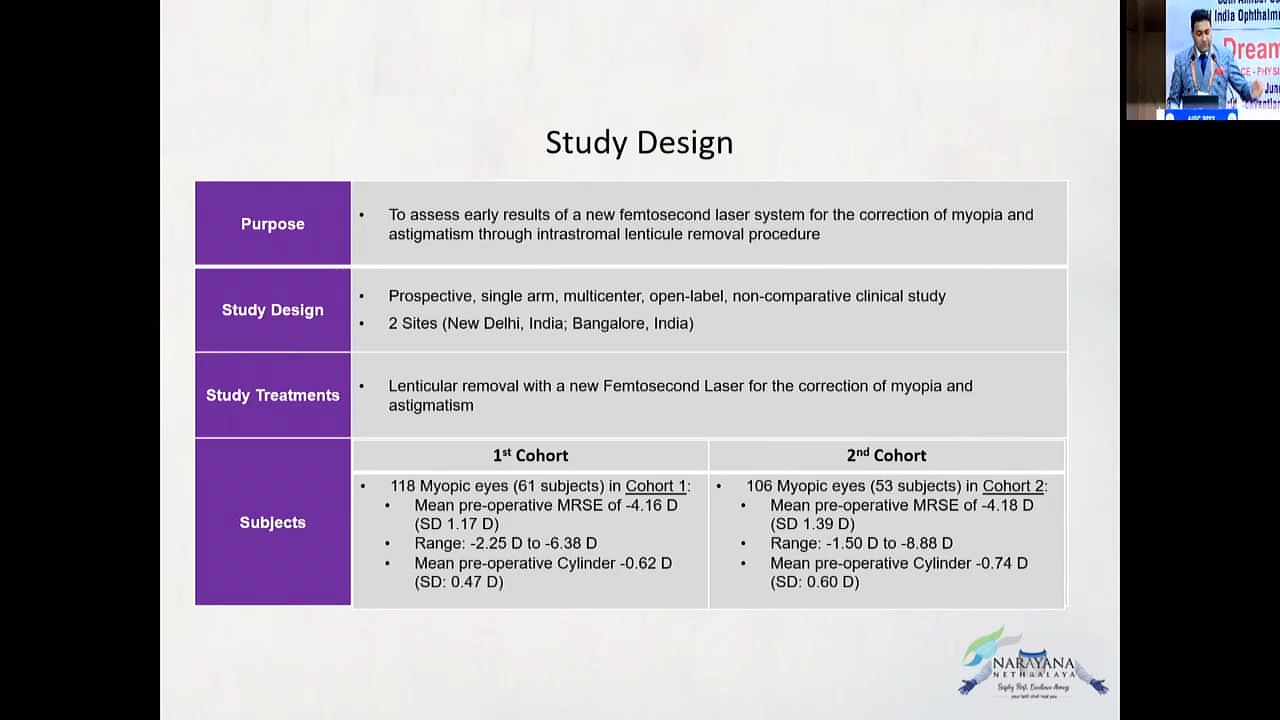 India Ophthalm
Dream
CE - PHYSI
June
Study Design
Purpose
• To assess early results of a new femtosecond laser system for the correction of myopia and
astigmatism through intrastromal lenticule removal procedure
Study Design
• Prospective, single arm, multicenter, open-label, non-comparative clinical study
• 2 Sites (New Delhi, India; Bangalore, India)
Study Treatments
• Lenticular removal with a new Femtosecond Laser for the correction of myopia and
astigmatism
Subjects
1st Cohort
• 118 Myopic eyes (61 subjects) in Cohort 1:
• Mean pre-operative MRSE of -4.16 D
(SD 1.17 D)
• Range: -2.25 D to -6.38 D
• Mean pre-operative Cylinder -0.62 D
(SD: 0.47 D)
2nd Cohort
• 106 Myopic eyes (53 subjects) in Cohort 2:
• Mean pre-operative MRSE of -4.18 D
(SD 1.39 D)
• Range: -1.50 D to -8.88 D
• Mean pre-operative Cylinder -0.74 D
(SD: 0.60 D)
NARAYANA
NETHRALAYA